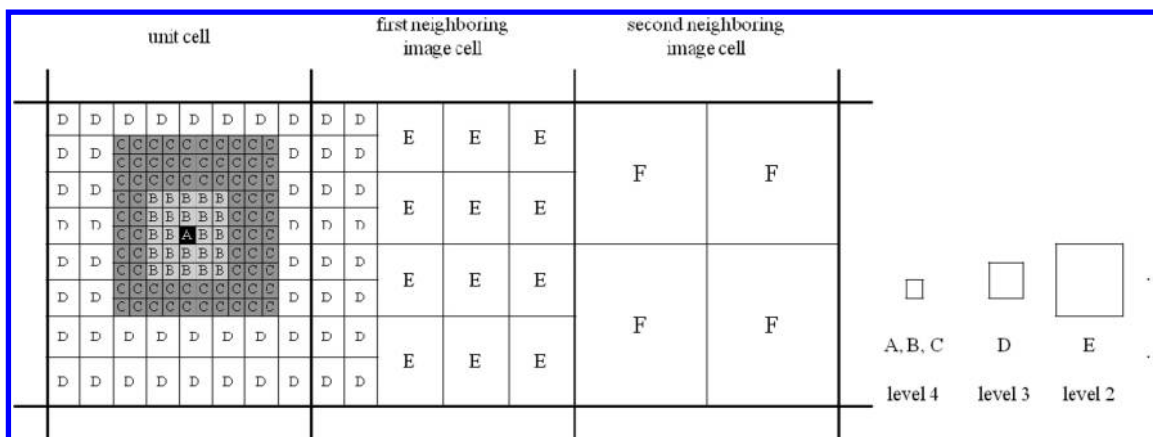 unit cell
first neighboring
image cell
second neighboring
image cell
D D D D D D D D D D
E E E
C C C C C C C C C C
D D D D D
C C C C C C C C C C
F F
C C C C C C C C C C
D D D D D
C C B B B B B C C C
E E E
C C B B B B B C C C
D D D D D
C C B B A B B C C C
C C B B B B B C C C
D D D D D
C C B B B B B C C C
E E E
C C C C C C C C C C
D D D D D
C C C C C C C C C C
F F
D D D D D D D D D D
E E E
D D D D D D D D D D
A, B, C D E
level 4 level 3 level 2